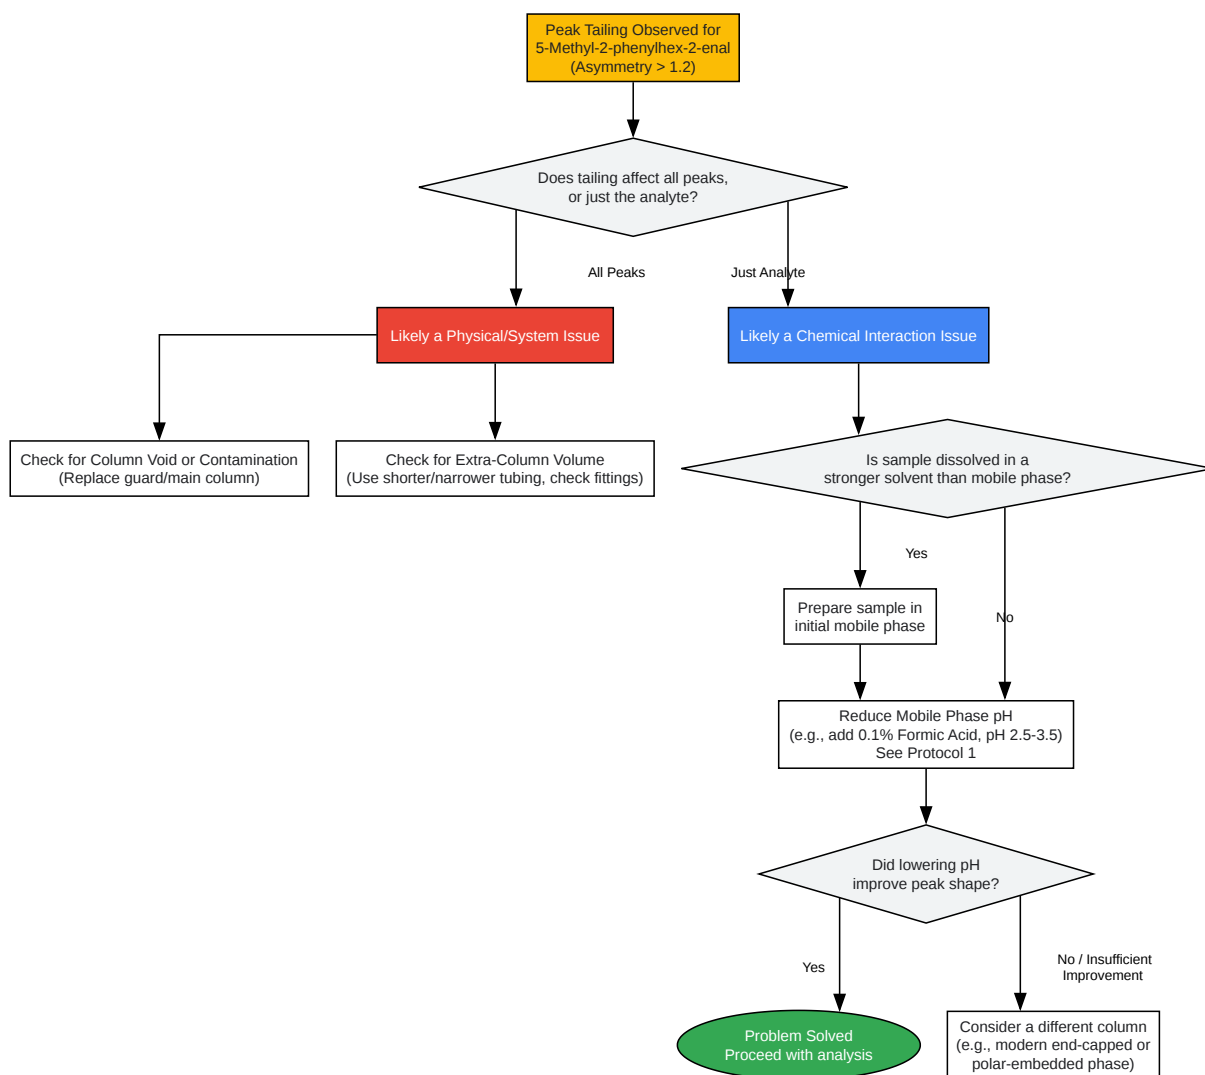 Peak Tailing Observed for
5-Methyl-2-phenylhex-2-enal
(Asymmetry > 1.2)
Does tailing affect all peaks,
or just the analyte?
All Peaks
Just Analyte
Likely a Physical/System Issue
Likely a Chemical Interaction Issue
Check for Column Void or Contamination
(Replace guard/main column)
Check for Extra-Column Volume
(Use shorter/narrower tubing, check fittings)
Is sample dissolved in a
stronger solvent than mobile phase?
Yes
Prepare sample in
initial mobile phase
No
Reduce Mobile Phase pH
(e.g., add 0.1% Formic Acid, pH 2.5-3.5)
See Protocol 1
Did lowering pH
improve peak shape?
Yes
No / Insufficient
Improvement
Problem Solved
Proceed with analysis
Consider a different column
(e.g., modern end-capped or
polar-embedded phase)